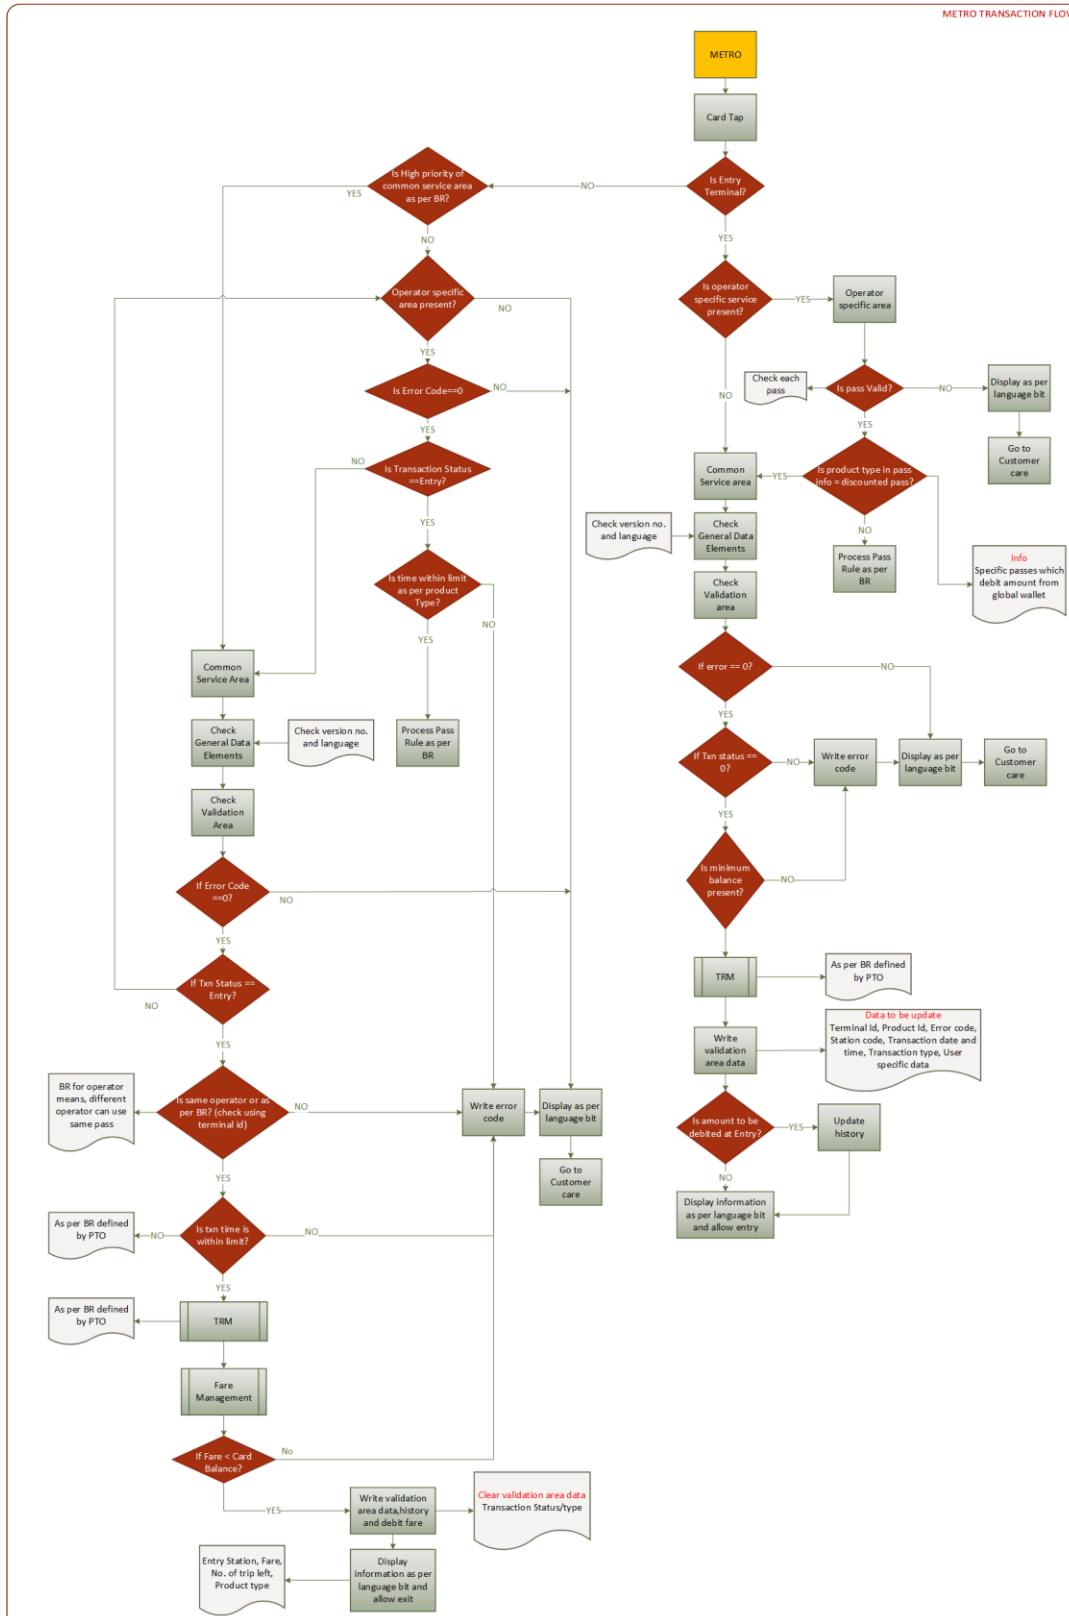 METRO TRANSACTION FLOW
METRO
Card Tap
Is Entry
Terminal?
NO
Is High priority of
common service area
as per BR?
YES
NO
YES
Operator specific
area present?
NO
YES
Is operator
specific service
present?
YES
Operator
specific area
NO
Is Error Code==0
NO
YES
Check each
pass
Is pass Valid?
NO
Display as per
language bit
YES
Go to
Customer
care
Is Transaction Status
==Entry?
NO
YES
Common
Service area
YES
Is product type in pass
info = discounted pass?
NO
Check version no.
and language
Check
General Data
Elements
Process Pass
Rule as per
BR
Info
Specific passes which
debit amount from
global wallet
Is time within limit
as per product
Type?
NO
YES
Check
Validation
area
Common
Service Area
If error == 0?
NO
YES
Check
General Data
Elements
Check version no.
and language
Process Pass
Rule as per
BR
If Txn status ==
0?
NO
Write error
code
Display as per
language bit
Go to
Customer
care
YES
Check
Validation
Area
Is minimum
balance
present?
NO
If Error Code
==0?
NO
YES
If Txn Status ==
Entry?
NO
YES
TRM
As per BR defined
by PTO
Write
validation
area data
Data to be update
Terminal Id, Product Id, Error code,
Station code, Transaction date and
time, Transaction type, User
specific data
BR for operator
means, different
operator can use
same pass
Is same operator or as
per BR? (check using
terminal id)
NO
YES
Write error
code
Display as per
language bit
Go to
Customer
care
Is amount to be
debited at Entry?
YES
Update
history
NO
Display information
as per language bit
and allow entry
As per BR defined
by PTO
NO
Is txn time is
within limit?
NO
YES
As per BR defined
by PTO
TRM
Fare
Management
If Fare < Card
Balance?
No
YES
Write validation
area data,history
and debit fare
Clear validation area data
Transaction Status/type
Entry Station, Fare,
No. of trip left,
Product type
Display
information as per
language bit and
allow exit